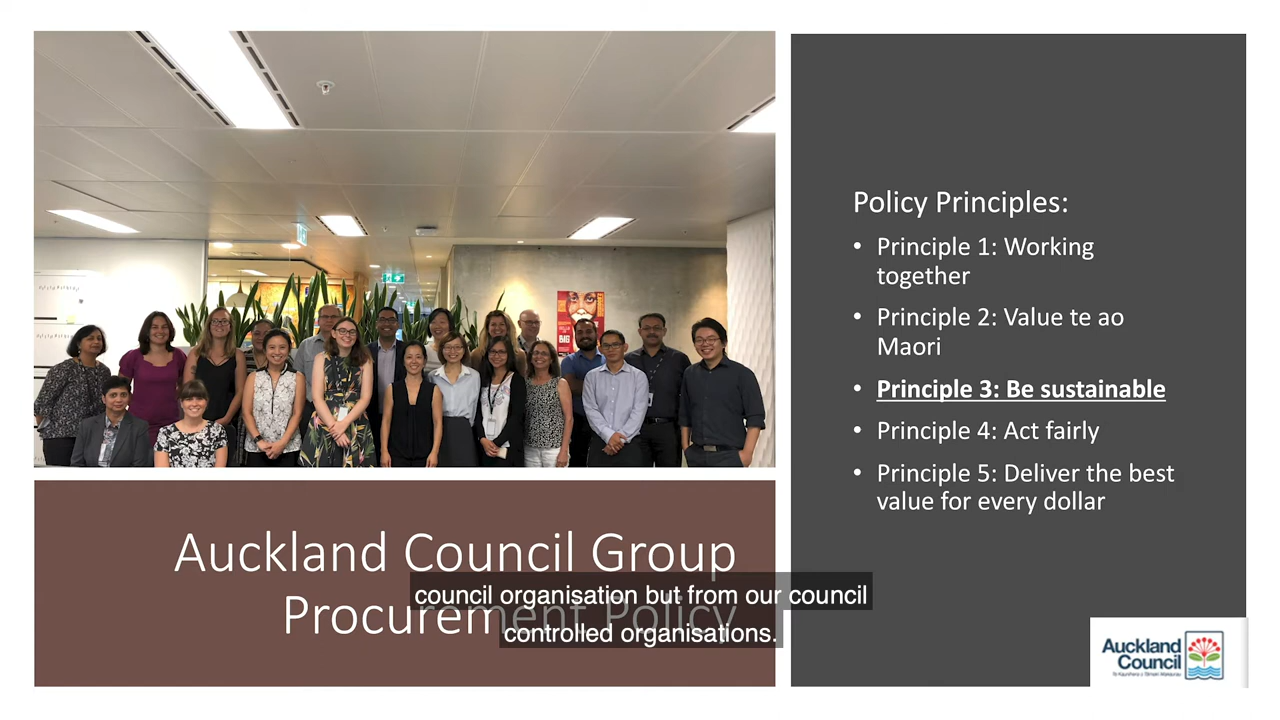 BIG
Policy Principles:
• Principle 1: Working
together
• Principle 2: Value te ao
Maori
• Principle 3: Be sustainable
• Principle 4: Act fairly
• Principle 5: Deliver the best
value for every dollar
Auckland Council Group
Procurement Policy
council organisation but from our council
controlled organisations.
Auckland
Council